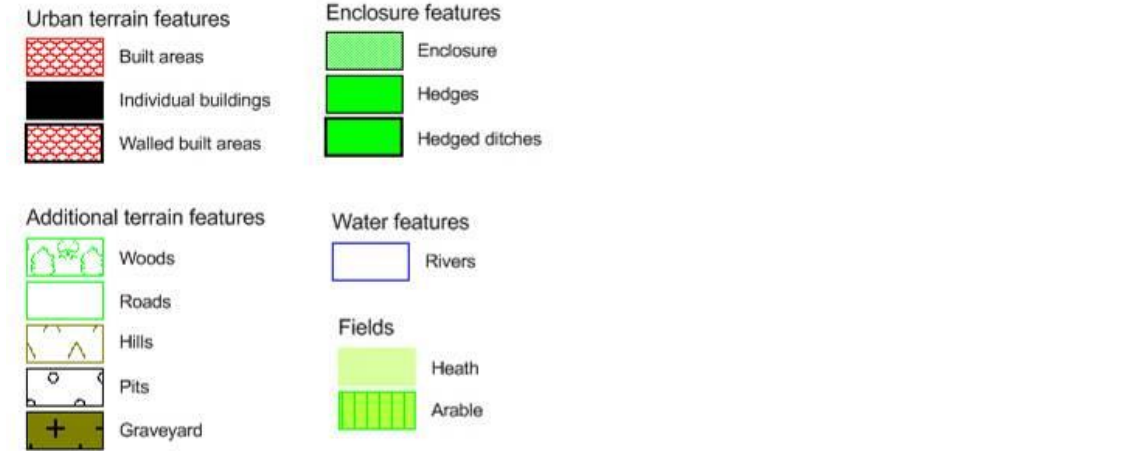 Urban terrain features
Built areas
Individual buildings
Walled built areas
Enclosure features
Enclosure
Hedges
Hedged ditches
Additional terrain features
Woods
Roads
Hills
Pits
Graveyard
Water features
Rivers
Fields
Heath
Arable